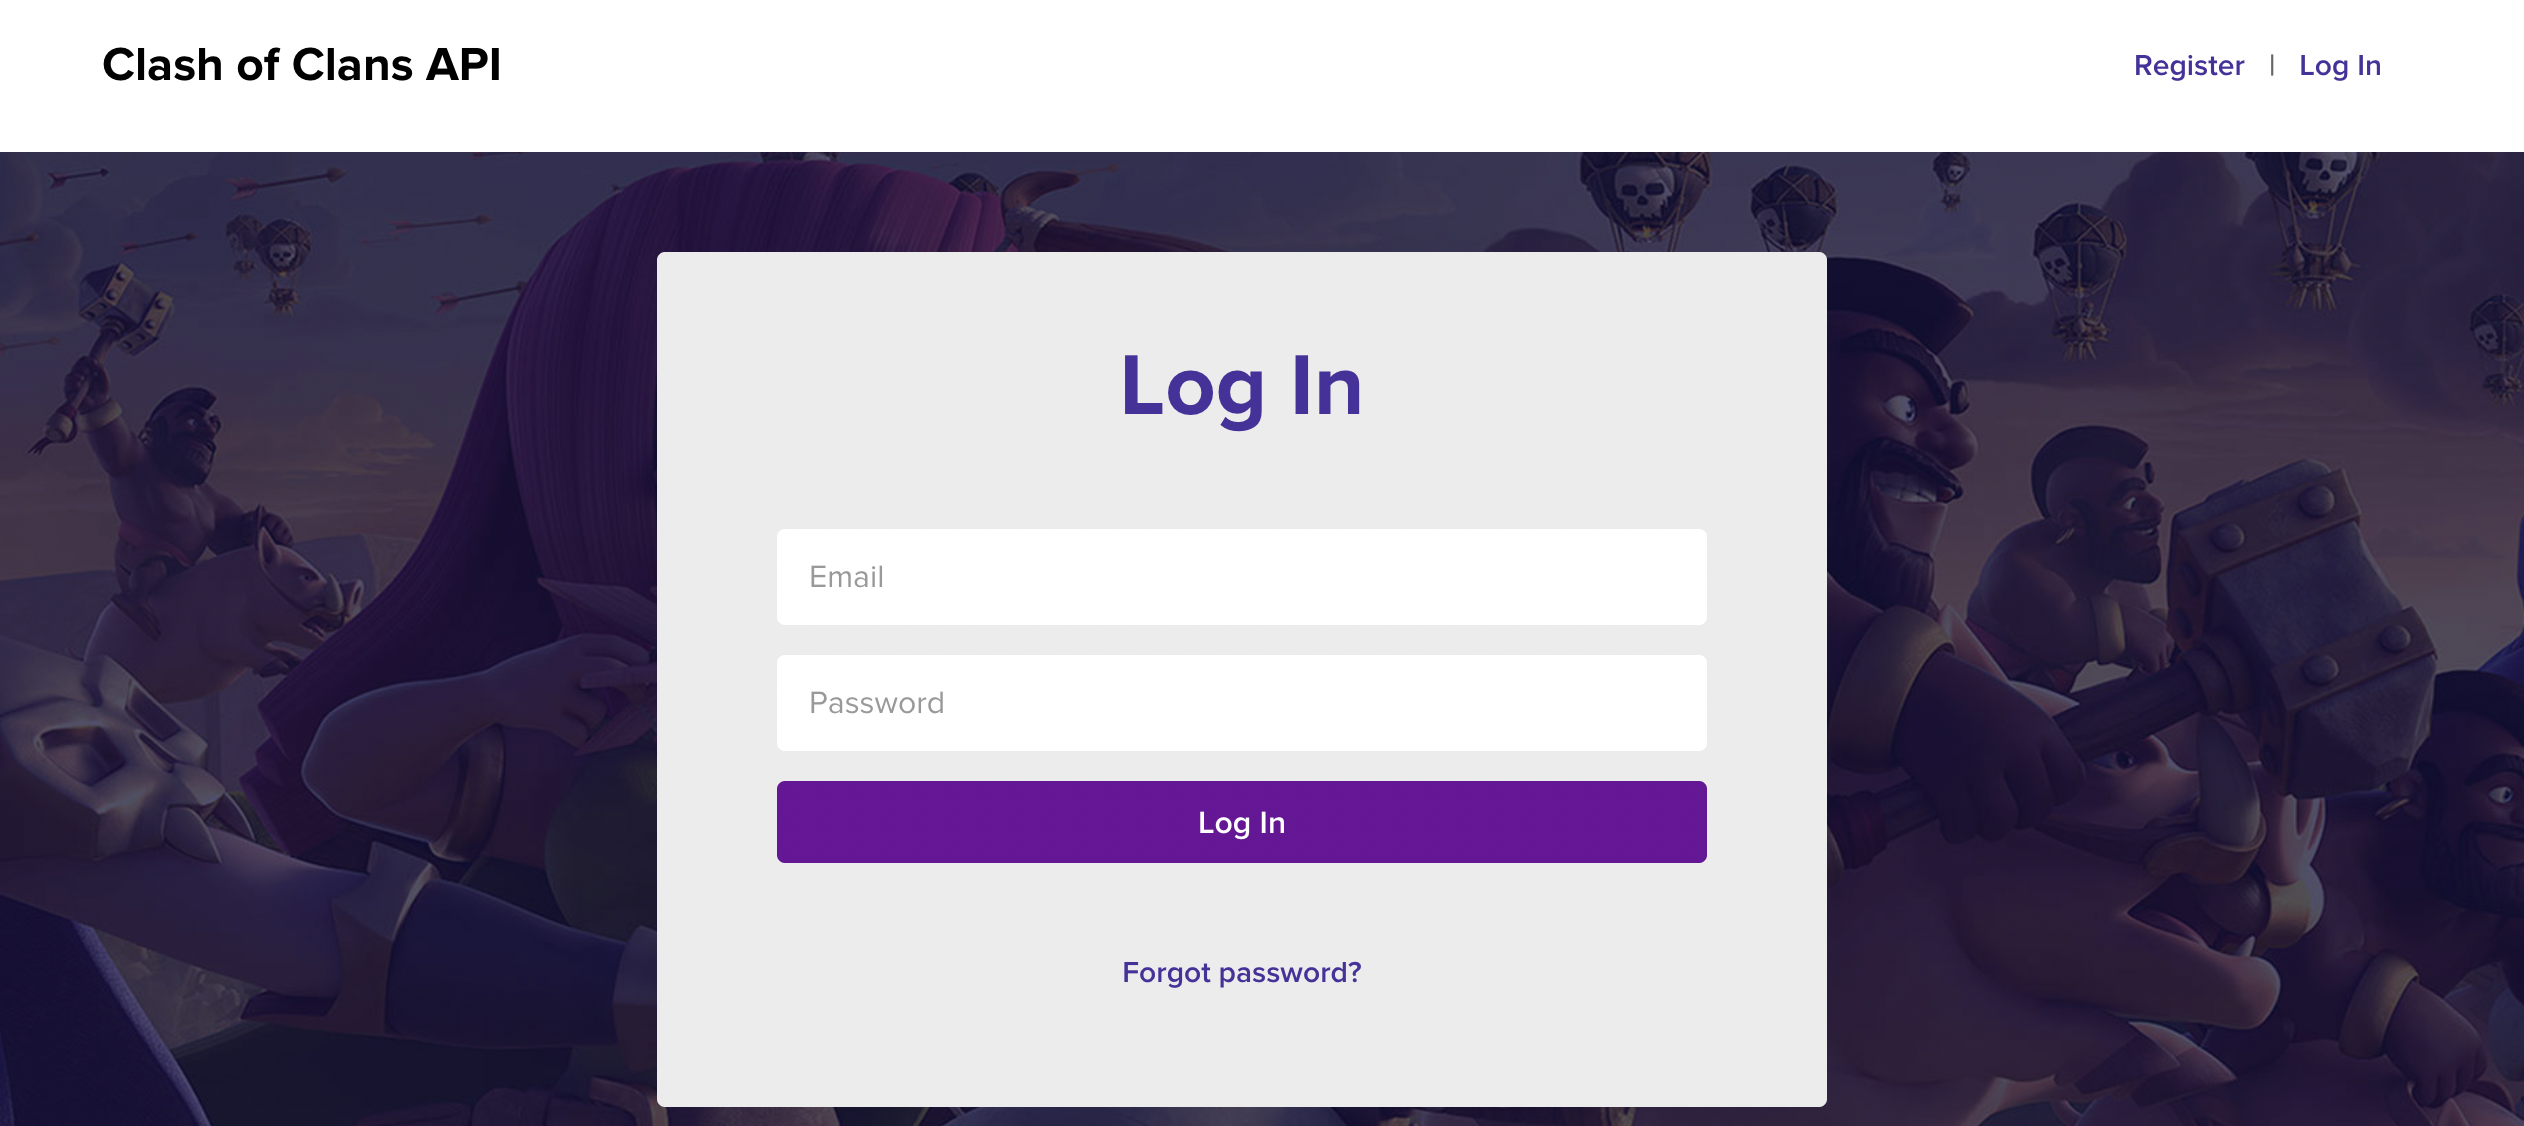 Clash of Clans API
Register | Log In
Log In
Email
Password
Log In
Forgot password?